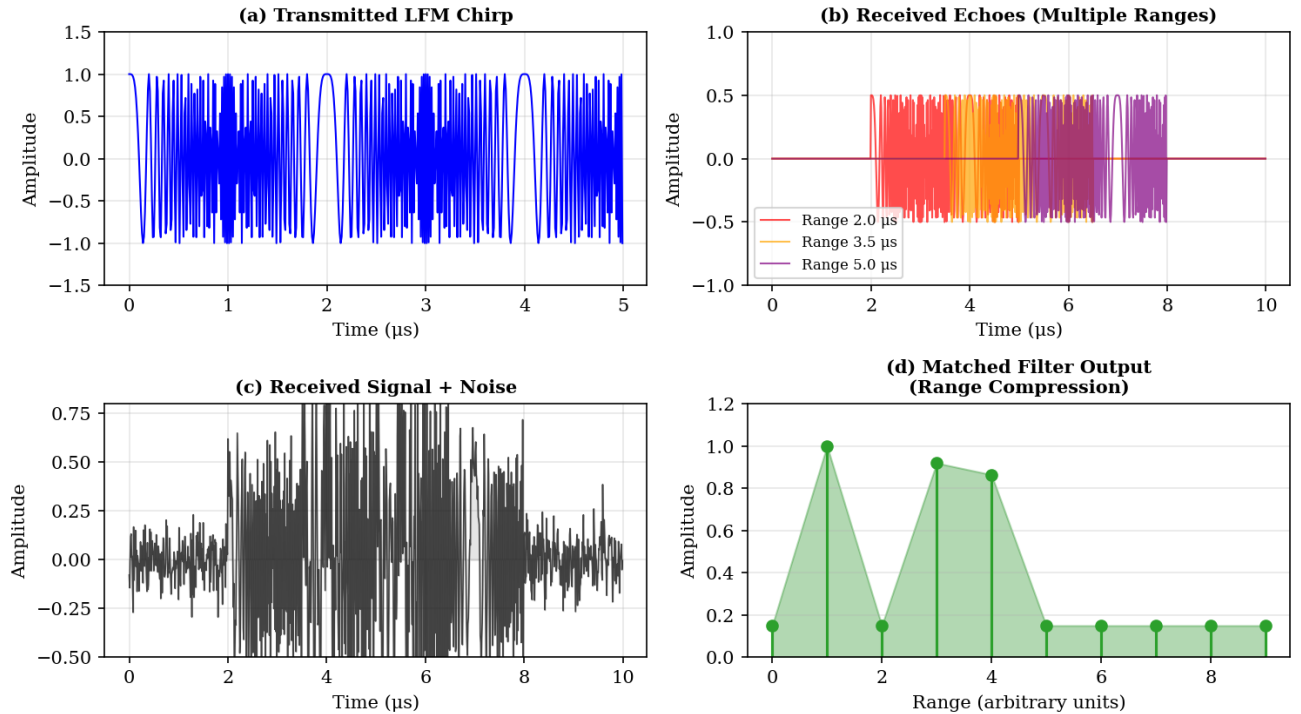 (a) Transmitted LFM Chirp
1.5
1.0
0.5
0.0
−0.5
−1.0
−1.5
Amplitude
0 1 2 3 4 5
Time (μs)
(b) Received Echoes (Multiple Ranges)
1.0
0.5
0.0
−0.5
−1.0
Amplitude
Range 2.0 μs
Range 3.5 μs
Range 5.0 μs
0 2 4 6 8 10
Time (μs)
(c) Received Signal + Noise
0.75
0.50
0.25
0.00
−0.25
−0.50
Amplitude
0 2 4 6 8 10
Time (μs)
(d) Matched Filter Output
(Range Compression)
1.2
1.0
0.8
0.6
0.4
0.2
0.0
Amplitude
0 2 4 6 8
Range (arbitrary units)